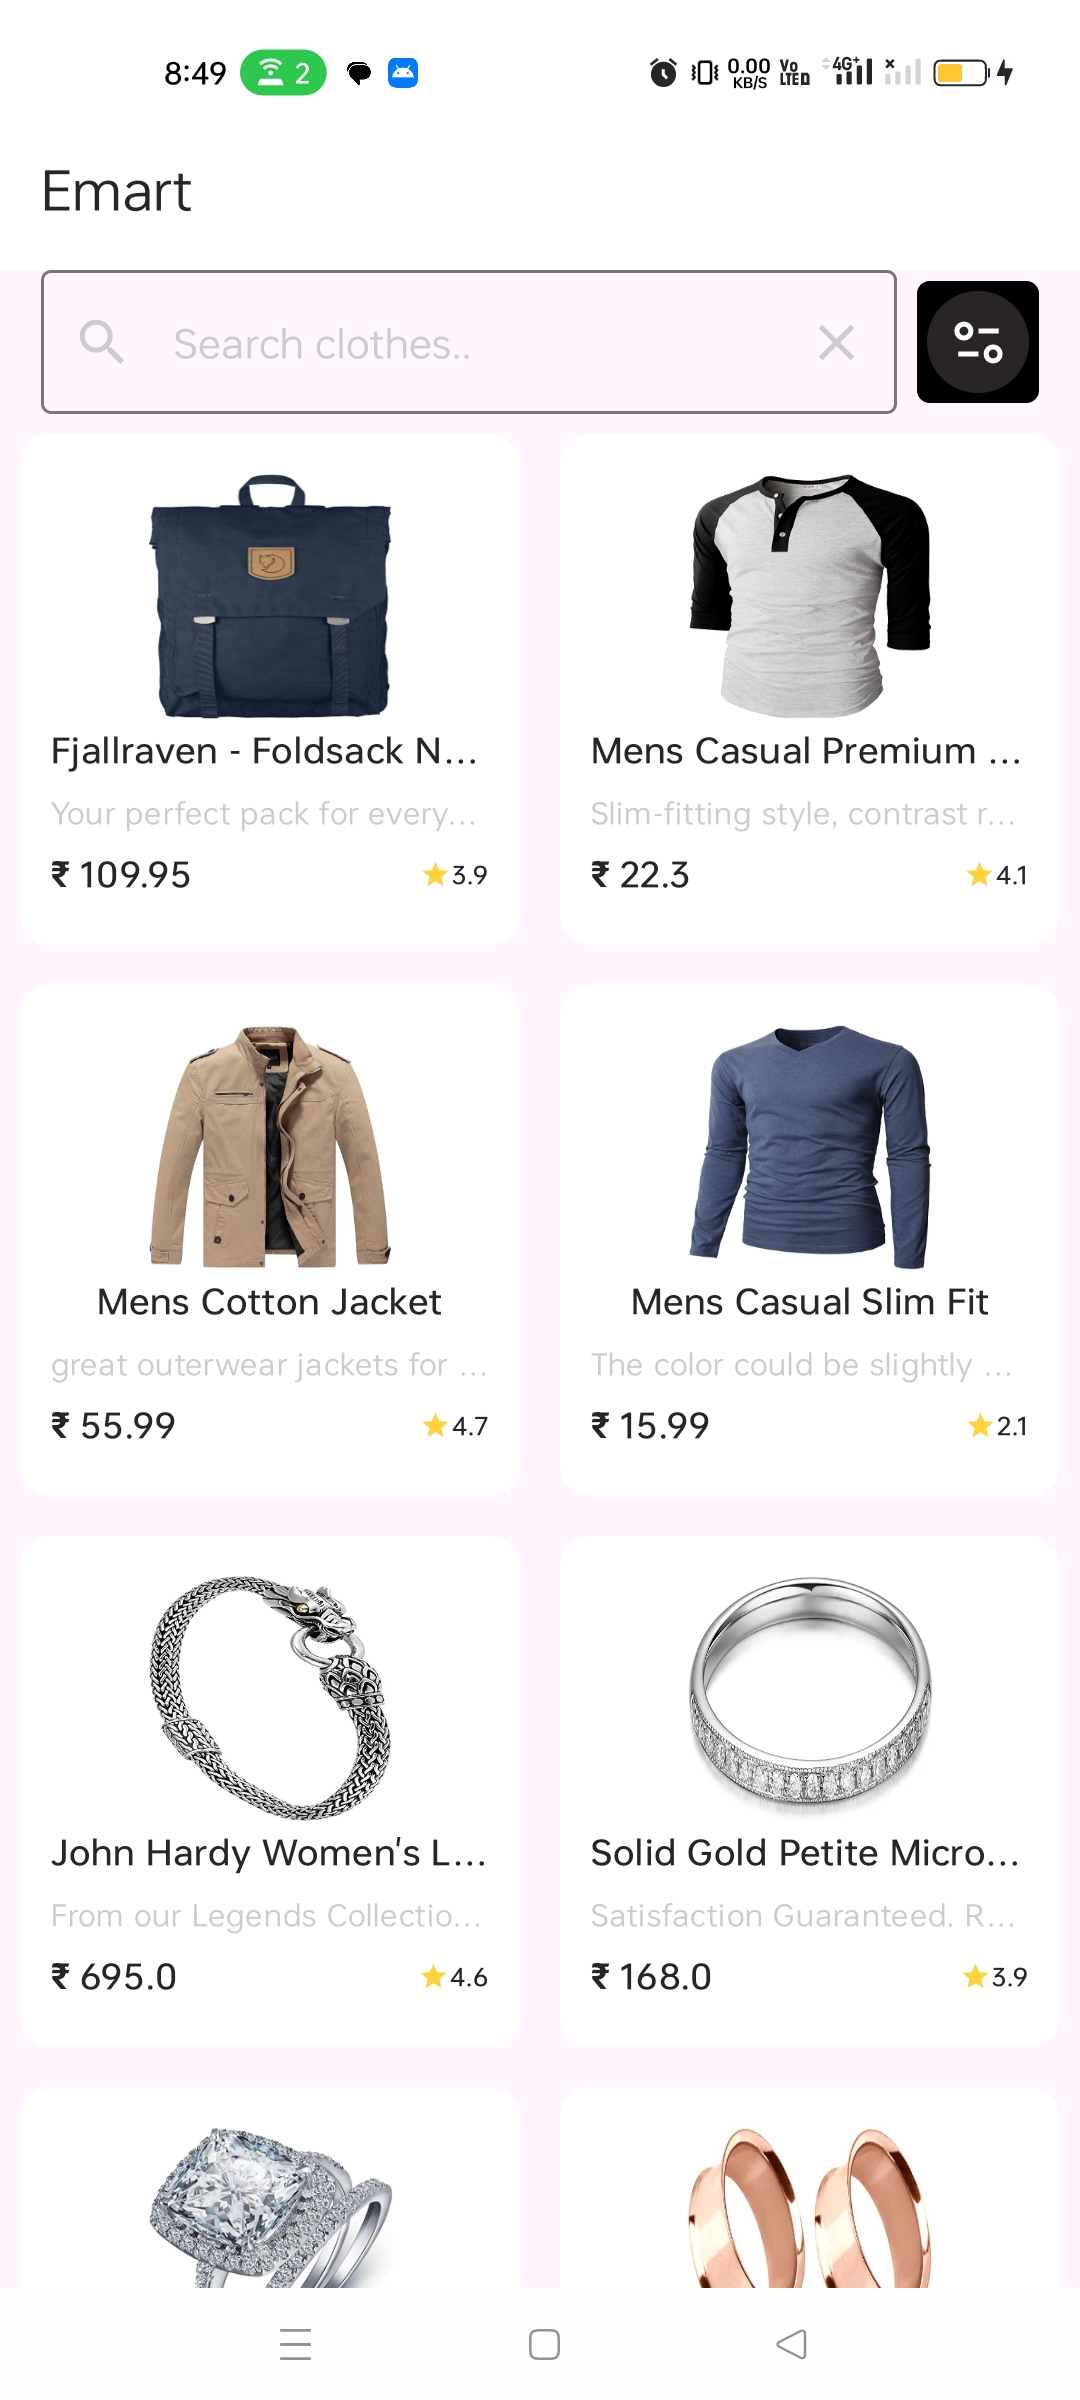 8:49 2 0.00 KB/S Vo LTED 4G+
Emart
Search clothes..
Fjallraven - Foldsack N...
Your perfect pack for every...
₹ 109.95 3.9
Mens Casual Premium ...
Slim-fitting style, contrast r...
₹ 22.3 4.1
Mens Cotton Jacket
great outerwear jackets for ...
₹ 55.99 4.7
Mens Casual Slim Fit
The color could be slightly ...
₹ 15.99 2.1
John Hardy Women's L...
From our Legends Collectio...
₹ 695.0 4.6
Solid Gold Petite Micro...
Satisfaction Guaranteed. R...
₹ 168.0 3.9